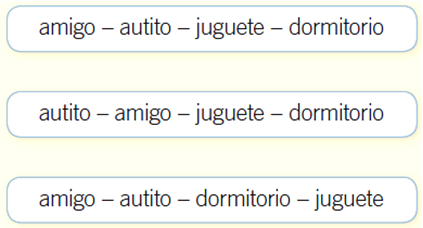 amigo – autito – juguete – dormitorio
autito – amigo – juguete – dormitorio
amigo – autito – dormitorio – juguete